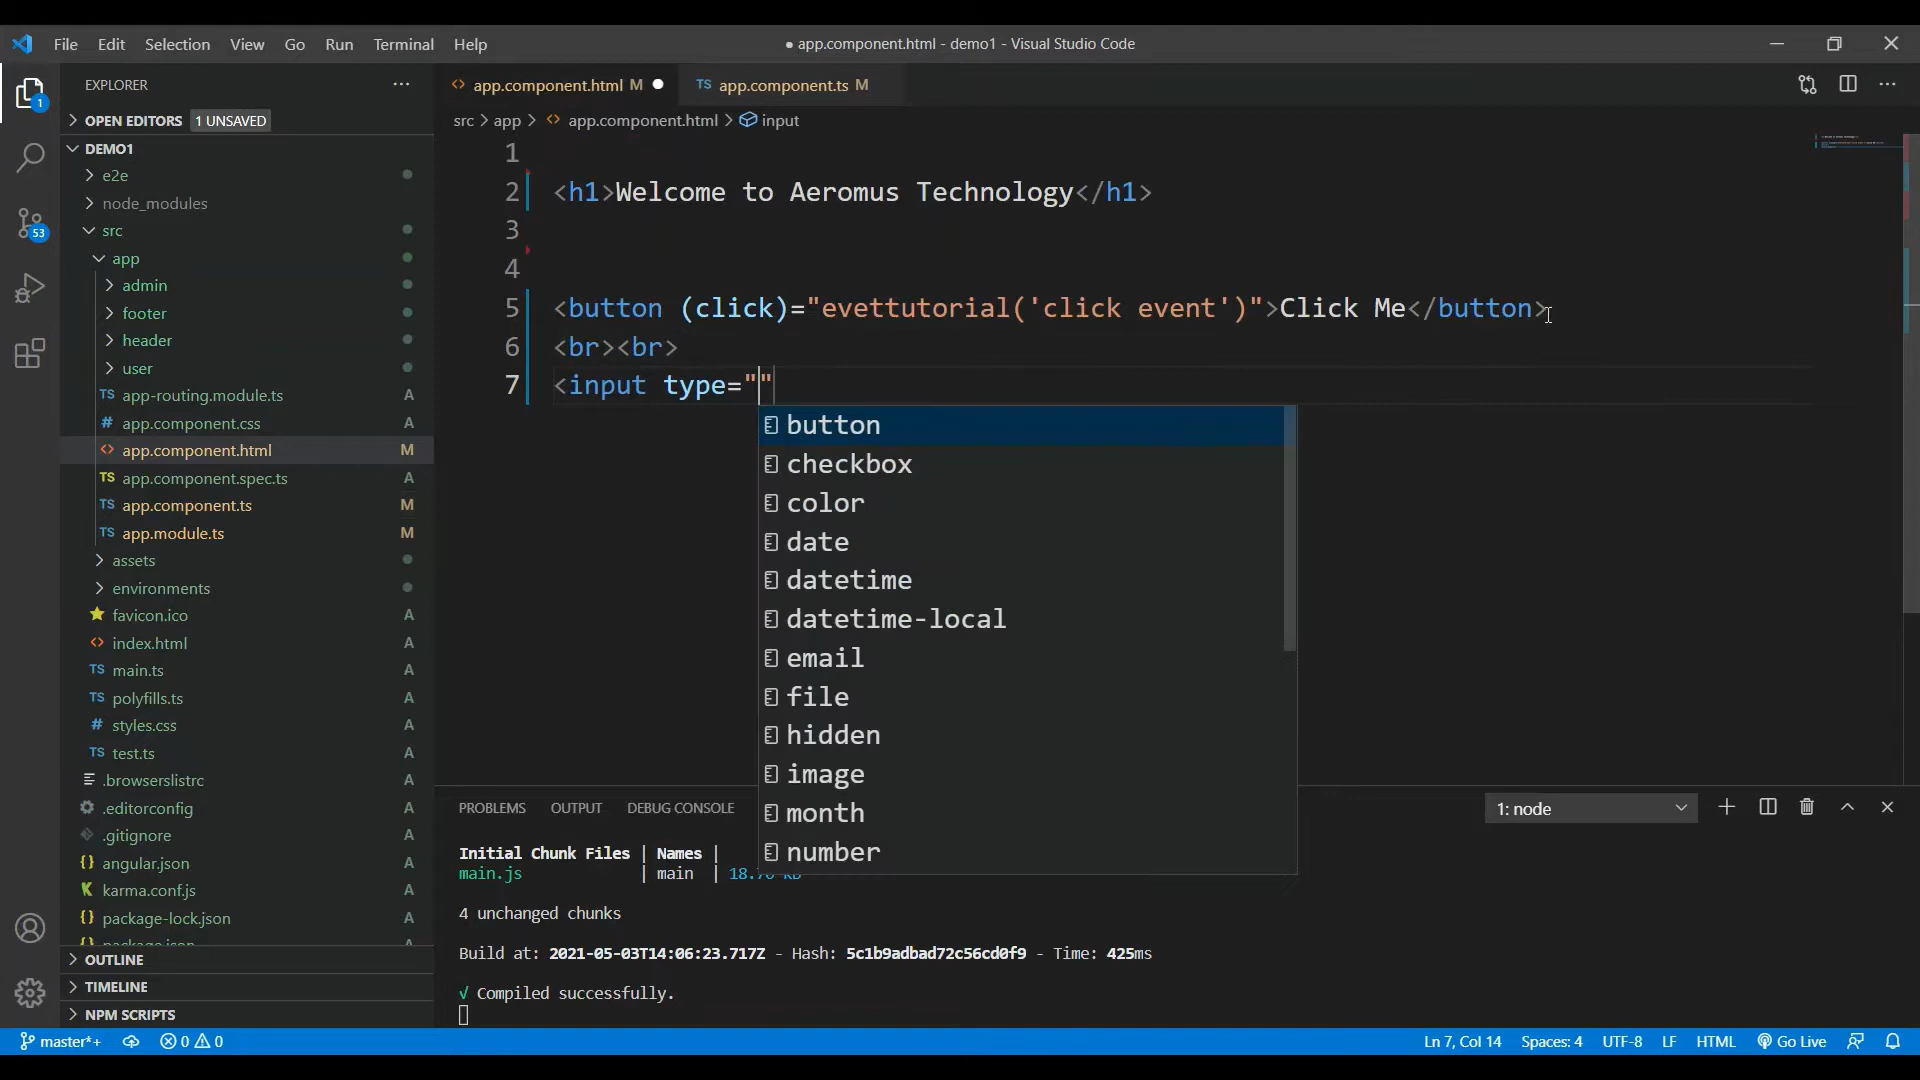 File Edit Selection View Go Run Terminal Help
● app.component.html - demo1 - Visual Studio Code
EXPLORER
OPEN EDITORS 1 UNSAVED
DEMO1
e2e
node_modules
src
app
admin
footer
header
user
TS app-routing.module.ts A
# app.component.css A
<> app.component.html M
TS app.component.spec.ts A
TS app.component.ts M
TS app.module.ts M
assets
environments
favicon.ico A
<> index.html A
TS main.ts A
TS polyfills.ts A
# styles.css A
TS test.ts A
.browserslistrc A
.editorconfig A
.gitignore A
{} angular.json A
K karma.conf.js A
{} package-lock.json A
{} package.json A
OUTLINE
TIMELINE
NPM SCRIPTS
1
53
<> app.component.html M ●
TS app.component.ts M
src > app > <> app.component.html > input
1
2 <h1>Welcome to Aeromus Technology</h1>
3
4
5 <button (click)="evettutorial('click event')">Click Me</button>
6 <br><br>
7 <input type=""
button
checkbox
color
date
datetime
datetime-local
email
file
hidden
image
month
number
PROBLEMS OUTPUT DEBUG CONSOLE
1: node
Initial Chunk Files | Names |
main.js | main | 18.70 kB
4 unchanged chunks
Build at: 2021-05-03T14:06:23.717Z - Hash: 5c1b9adbad72c56cd0f9 - Time: 425ms
√ Compiled successfully.
master*+ 0 0
Ln 7, Col 14 Spaces: 4 UTF-8 LF HTML Go Live